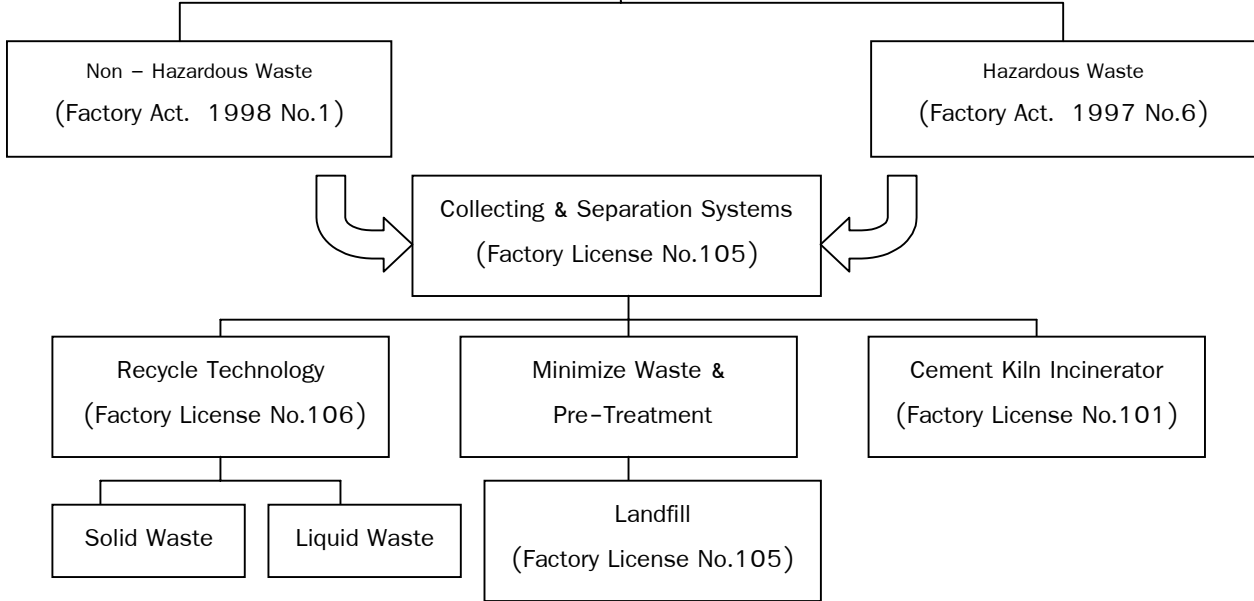 Non – Hazardous Waste
(Factory Act. 1998 No.1)
Hazardous Waste
(Factory Act. 1997 No.6)
Collecting & Separation Systems
(Factory License No.105)
Recycle Technology
(Factory License No.106)
Minimize Waste &
Pre-Treatment
Cement Kiln Incinerator
(Factory License No.101)
Solid Waste
Liquid Waste
Landfill
(Factory License No.105)